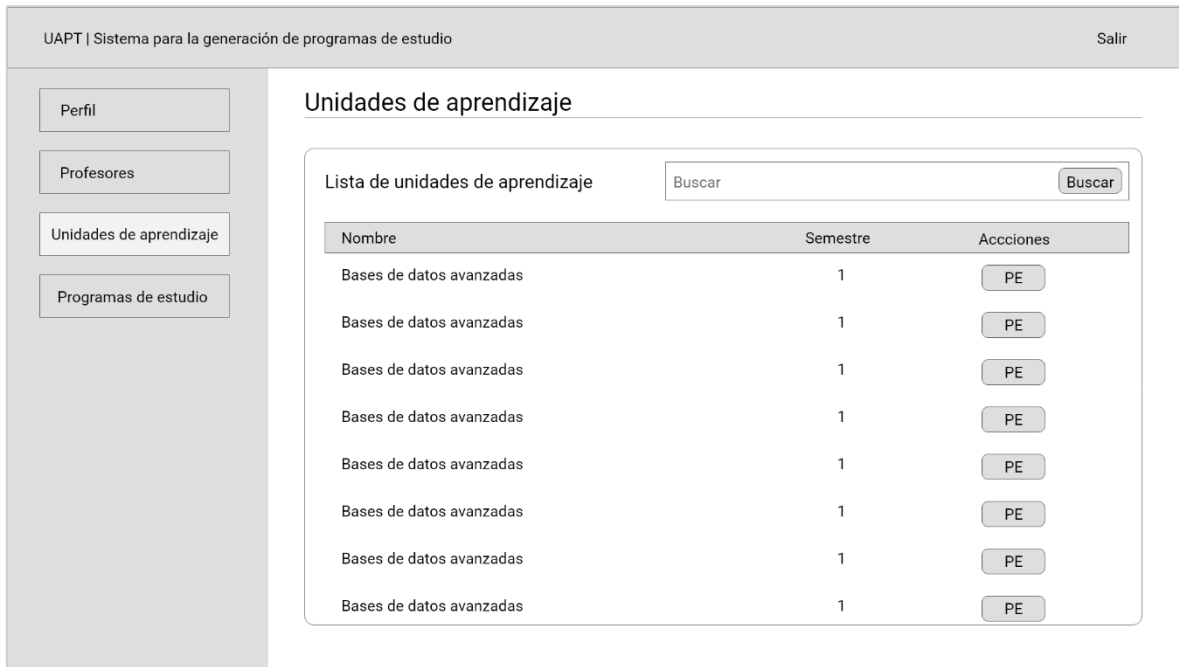 UAPT | Sistema para la generación de programas de estudio
Salir
Perfil
Profesores
Unidades de aprendizaje
Programas de estudio
Unidades de aprendizaje
Lista de unidades de aprendizaje
Buscar
Buscar
Nombre Semestre Accciones
Bases de datos avanzadas 1 PE
Bases de datos avanzadas 1 PE
Bases de datos avanzadas 1 PE
Bases de datos avanzadas 1 PE
Bases de datos avanzadas 1 PE
Bases de datos avanzadas 1 PE
Bases de datos avanzadas 1 PE
Bases de datos avanzadas 1 PE